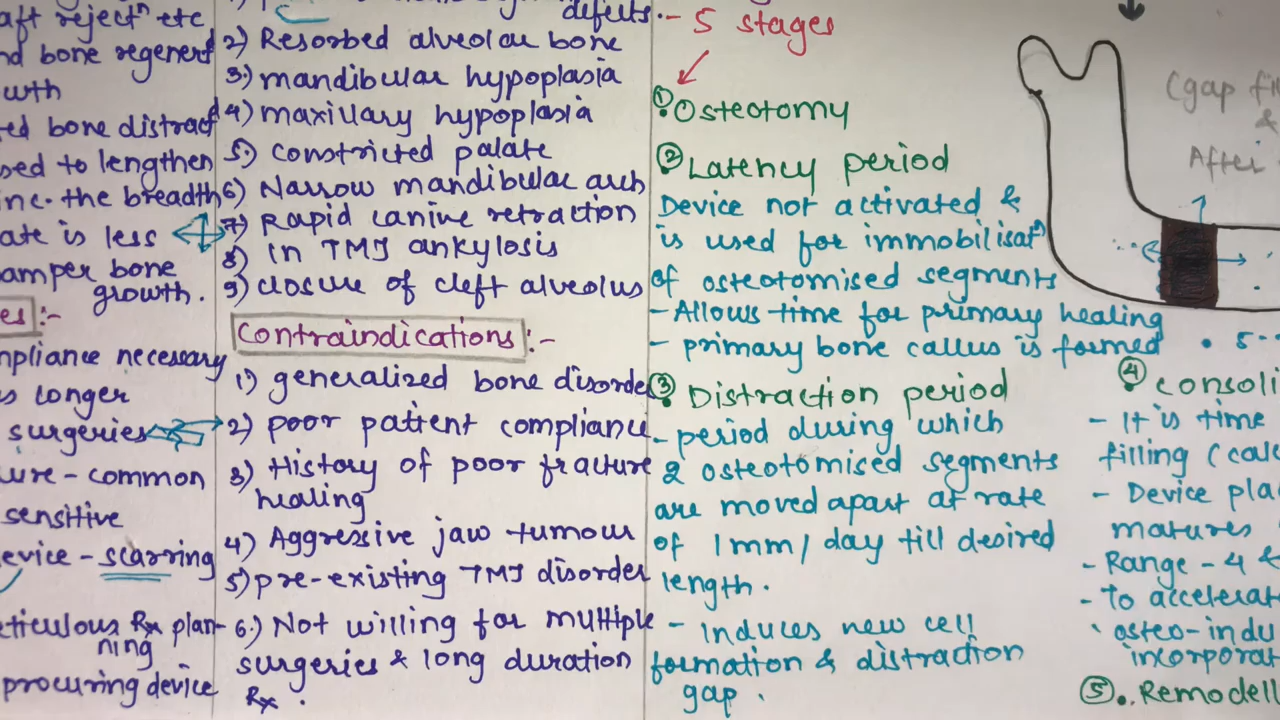 aft rejectⁿ etc
nd bone regenerat
owth
ted bone distract
sed to lengthen
inc. the breadth
ate is less
amper bone
growth.
es :-
mpliance necessary
s longer
surgeries
ure - common
sensitive
evice - scarring
eticulous Rx plan-
ning
procuring device
defects.
2) Resorbed alveolar bone
3) mandibular hypoplasia
4) maxillary hypoplasia
5) constricted palate
6) Narrow mandibular arch
7) Rapid canine retraction
8) in TMJ ankylosis
9) closure of cleft alveolus
Contraindications :-
1) generalized bone disorder
2) poor patient compliance
3) History of poor fracture
healing
4) Aggressive jaw tumour
5) pre-existing TMJ disorder
6.) Not willing for multiple
surgeries & long duration
Rx .
- 5 stages
① Osteotomy
② Latency period
Device not activated &
is used for immobilisatⁿ
of osteotomised segments
- Allows time for primary healing
- primary bone callus is formed
③ Distraction period
- period during which
2 osteotomised segments
are moved apart at rate
of 1mm/day till desired
length.
- Induces new cell
formation & distraction
gap .
(gap fi
&
After
• 5-
④ consoli
- It is time
filling (calc
- Device pla
matures
- Range - 4 &
- To accelerat
osteo-indu
incorporat
⑤. Remodell